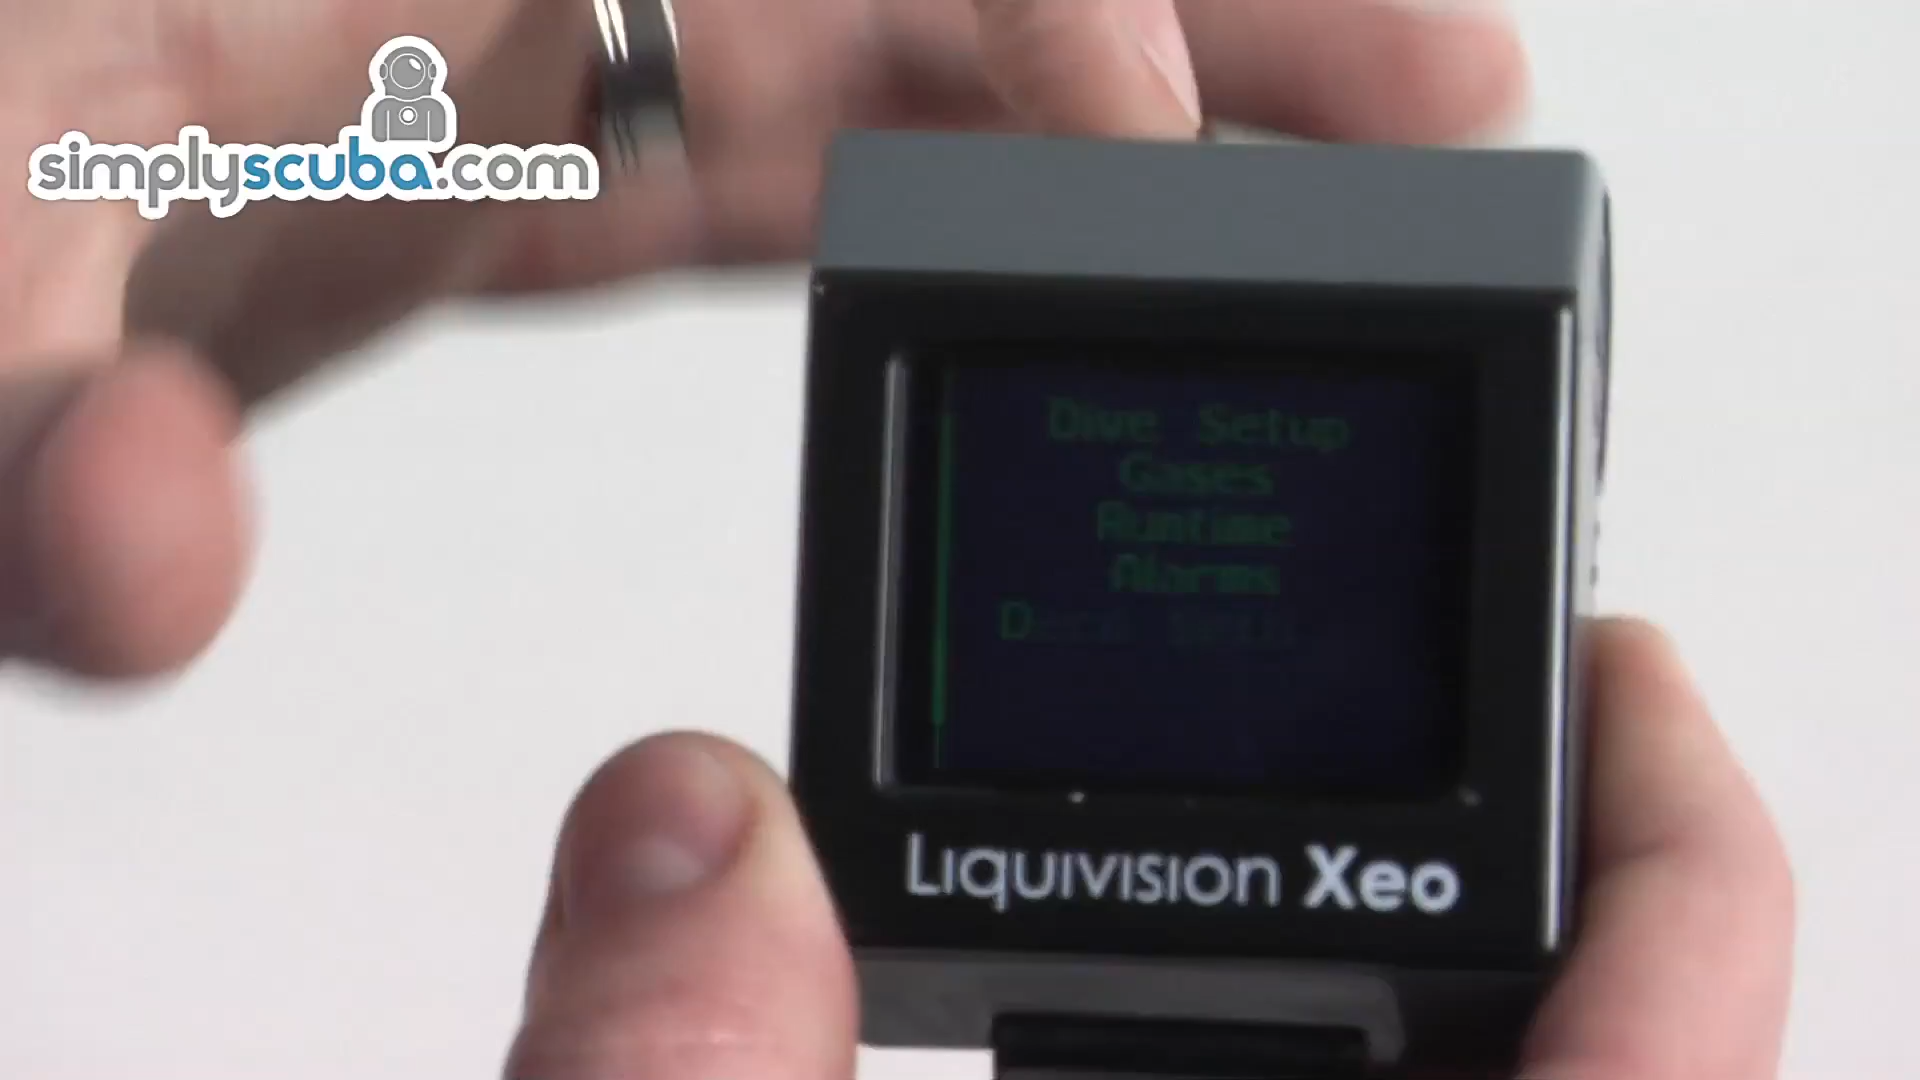 simplyscuba.com
Dive Setup
Gases
Runtime
Alarms
Liquivision Xeo